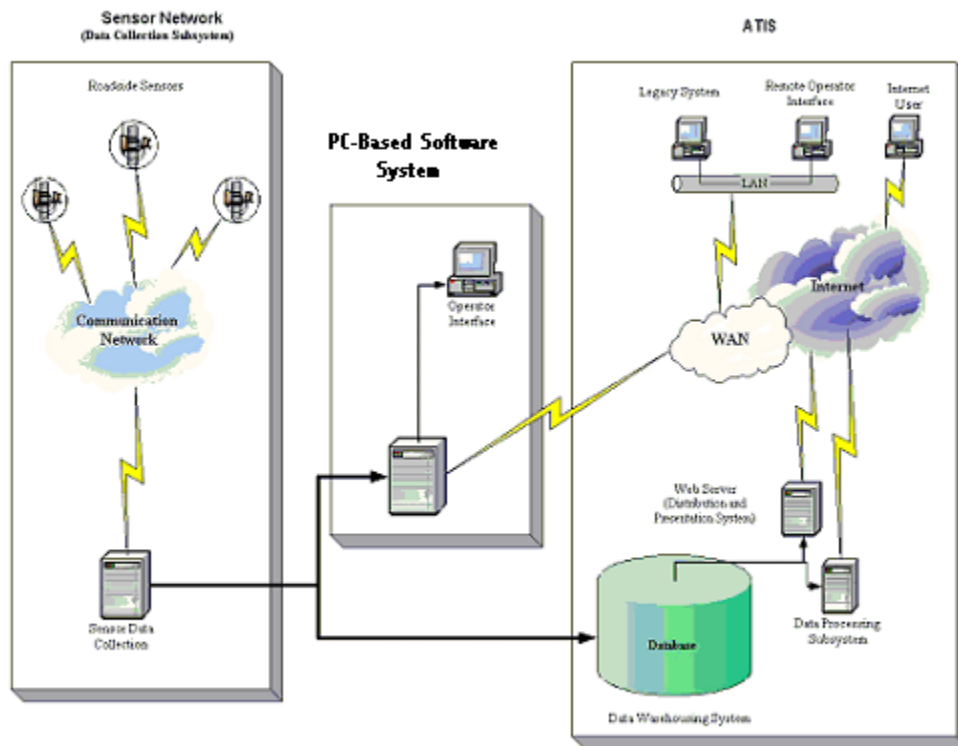 Sensor Network
(Data Collection Subsystem)
ATIS
Roadside Sensors
Communication
Network
Sensor Data
Collection
PC-Based Software
System
Operator
Interface
Legacy System
Remote Operator
Interface
Internet
User
LAN
Internet
WAN
Web Server
(Distribution and
Presentation System)
Data Processing
Subsystem
Database
Data Warehousing System